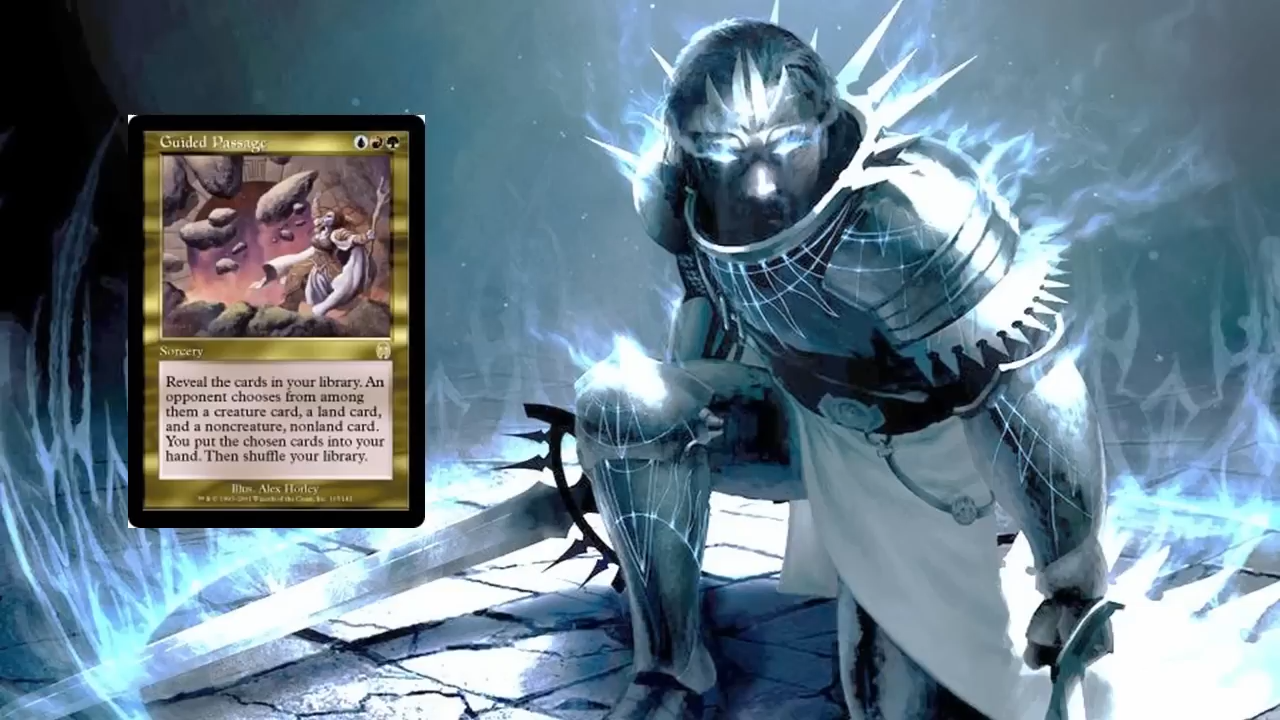 Guided Passage
Sorcery
Reveal the cards in your library. An
opponent chooses from among
them a creature card, a land card,
and a noncreature, nonland card.
You put the chosen cards into your
hand. Then shuffle your library.
Illus. Alex Horley